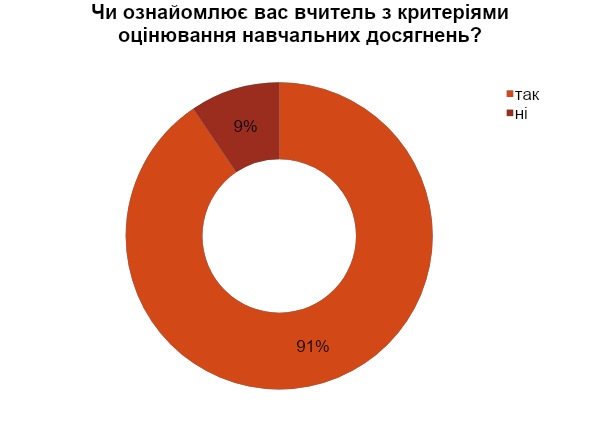 Чи ознайомлює вас вчитель з критеріями
оцінювання навчальних досягнень?
так
ні
9%
91%